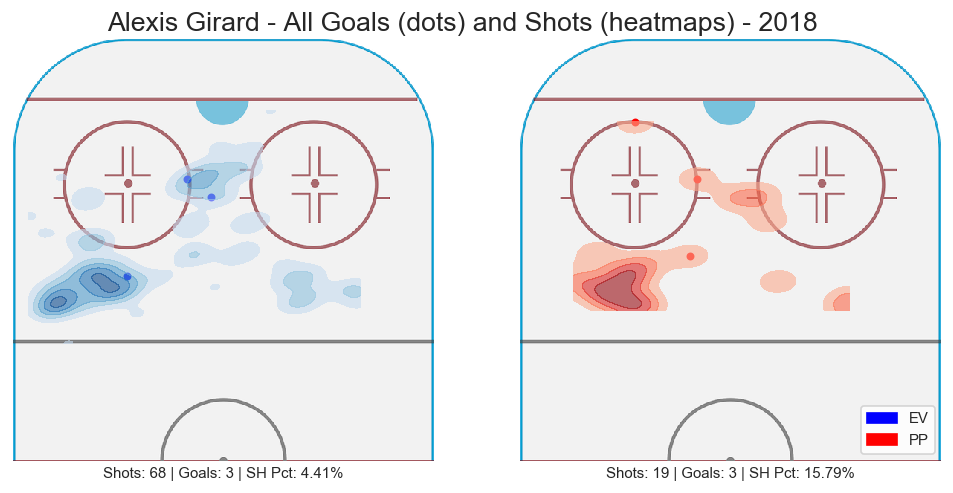 Alexis Girard - All Goals (dots) and Shots (heatmaps) - 2018
EV
PP
Shots: 68 | Goals: 3 | SH Pct: 4.41%
Shots: 19 | Goals: 3 | SH Pct: 15.79%